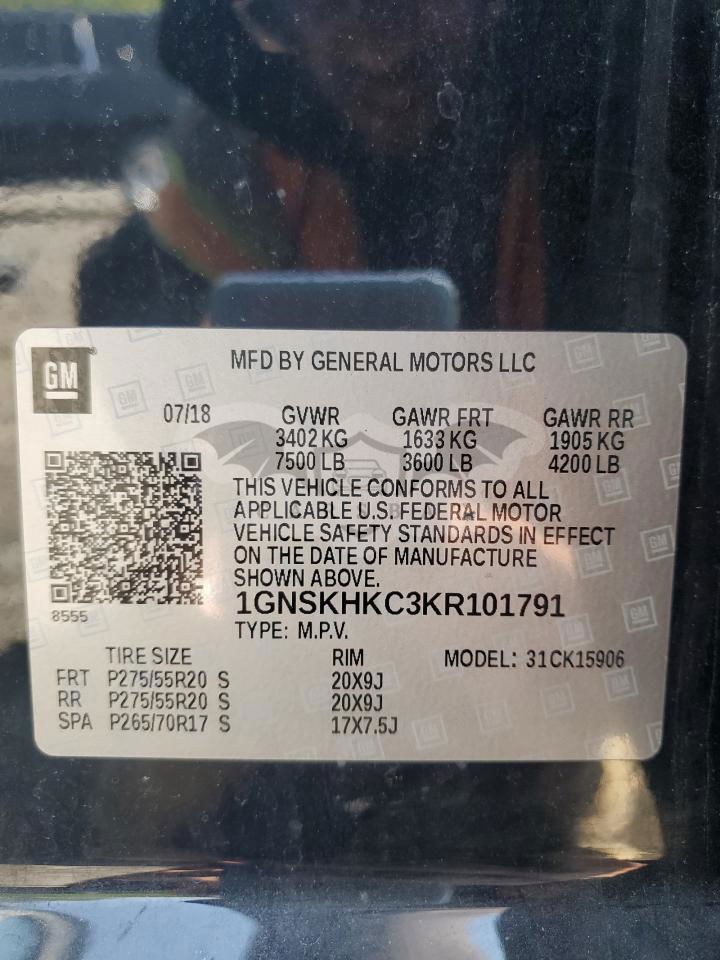 GM
MFD BY GENERAL MOTORS LLC
07/18 GVWR GAWR FRT GAWR RR
3402 KG 1633 KG 1905 KG
7500 LB 3600 LB 4200 LB
THIS VEHICLE CONFORMS TO ALL
APPLICABLE U.S. FEDERAL MOTOR
VEHICLE SAFETY STANDARDS IN EFFECT
ON THE DATE OF MANUFACTURE
SHOWN ABOVE.
1GNSKHKC3KR101791
8555
TYPE: M.P.V.
TIRE SIZE RIM MODEL: 31CK15906
FRT P275/55R20 S 20X9J
RR P275/55R20 S 20X9J
SPA P265/70R17 S 17X7.5J